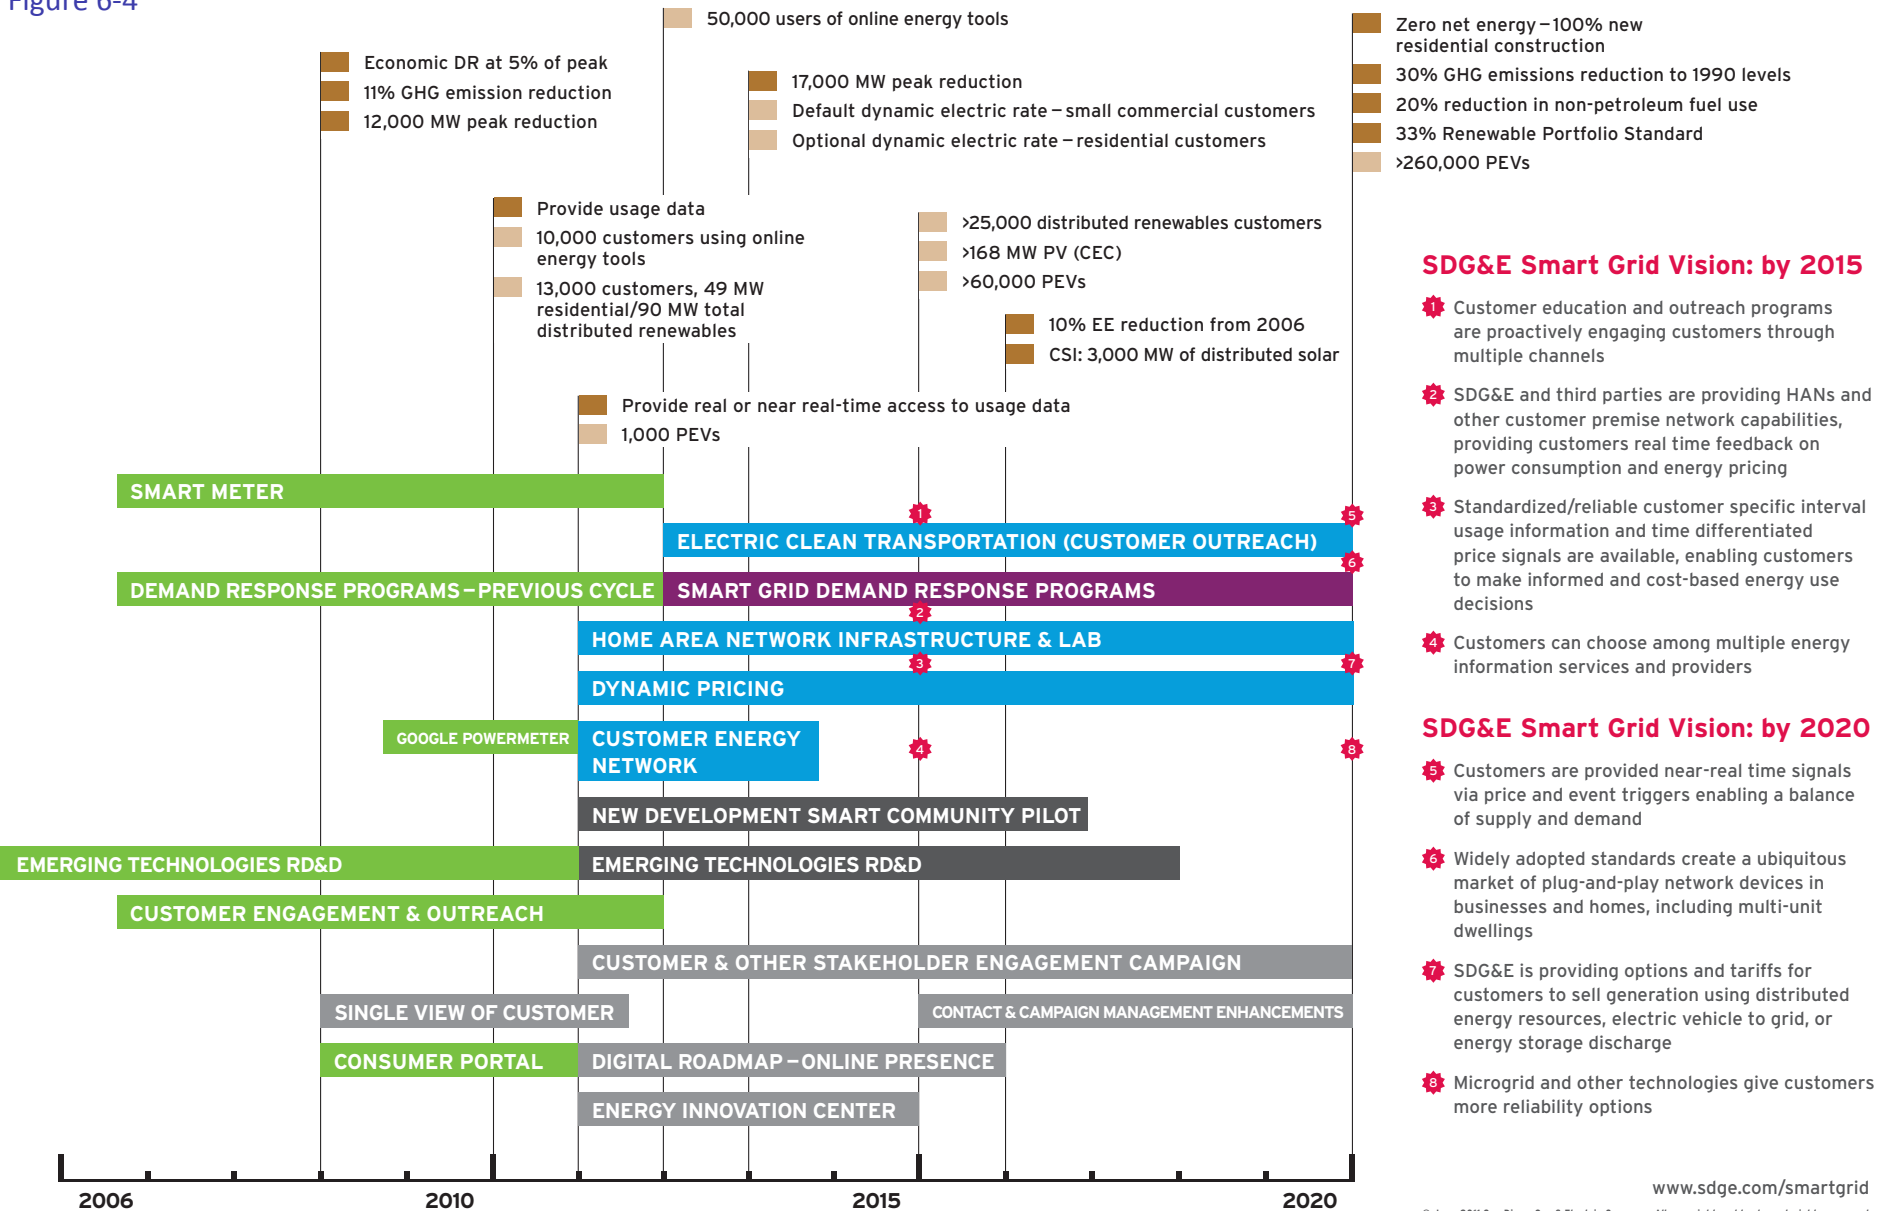 Figure 6-4
50,000 users of online energy tools
Economic DR at 5% of peak
11% GHG emission reduction
12,000 MW peak reduction
17,000 MW peak reduction
Default dynamic electric rate – small commercial customers
Optional dynamic electric rate – residential customers
Zero net energy – 100% new
residential construction
30% GHG emissions reduction to 1990 levels
20% reduction in non-petroleum fuel use
33% Renewable Portfolio Standard
>260,000 PEVs
Provide usage data
10,000 customers using online
energy tools
13,000 customers, 49 MW
residential/90 MW total
distributed renewables
>25,000 distributed renewables customers
>168 MW PV (CEC)
>60,000 PEVs
10% EE reduction from 2006
CSI: 3,000 MW of distributed solar
Provide real or near real-time access to usage data
1,000 PEVs
SMART METER
1
5
ELECTRIC CLEAN TRANSPORTATION (CUSTOMER OUTREACH)
6
DEMAND RESPONSE PROGRAMS – PREVIOUS CYCLE
SMART GRID DEMAND RESPONSE PROGRAMS
2
HOME AREA NETWORK INFRASTRUCTURE & LAB
3
7
DYNAMIC PRICING
GOOGLE POWERMETER
CUSTOMER ENERGY
NETWORK
4
8
NEW DEVELOPMENT SMART COMMUNITY PILOT
EMERGING TECHNOLOGIES RD&D
EMERGING TECHNOLOGIES RD&D
CUSTOMER ENGAGEMENT & OUTREACH
CUSTOMER & OTHER STAKEHOLDER ENGAGEMENT CAMPAIGN
SINGLE VIEW OF CUSTOMER
CONTACT & CAMPAIGN MANAGEMENT ENHANCEMENTS
CONSUMER PORTAL
DIGITAL ROADMAP – ONLINE PRESENCE
ENERGY INNOVATION CENTER
2006
2010
2015
2020
SDG&E Smart Grid Vision: by 2015
1 Customer education and outreach programs
are proactively engaging customers through
multiple channels
2 SDG&E and third parties are providing HANs and
other customer premise network capabilities,
providing customers real time feedback on
power consumption and energy pricing
3 Standardized/reliable customer specific interval
usage information and time differentiated
price signals are available, enabling customers
to make informed and cost-based energy use
decisions
4 Customers can choose among multiple energy
information services and providers
SDG&E Smart Grid Vision: by 2020
5 Customers are provided near-real time signals
via price and event triggers enabling a balance
of supply and demand
6 Widely adopted standards create a ubiquitous
market of plug-and-play network devices in
businesses and homes, including multi-unit
dwellings
7 SDG&E is providing options and tariffs for
customers to sell generation using distributed
energy resources, electric vehicle to grid, or
energy storage discharge
8 Microgrid and other technologies give customers
more reliability options
www.sdge.com/smartgrid